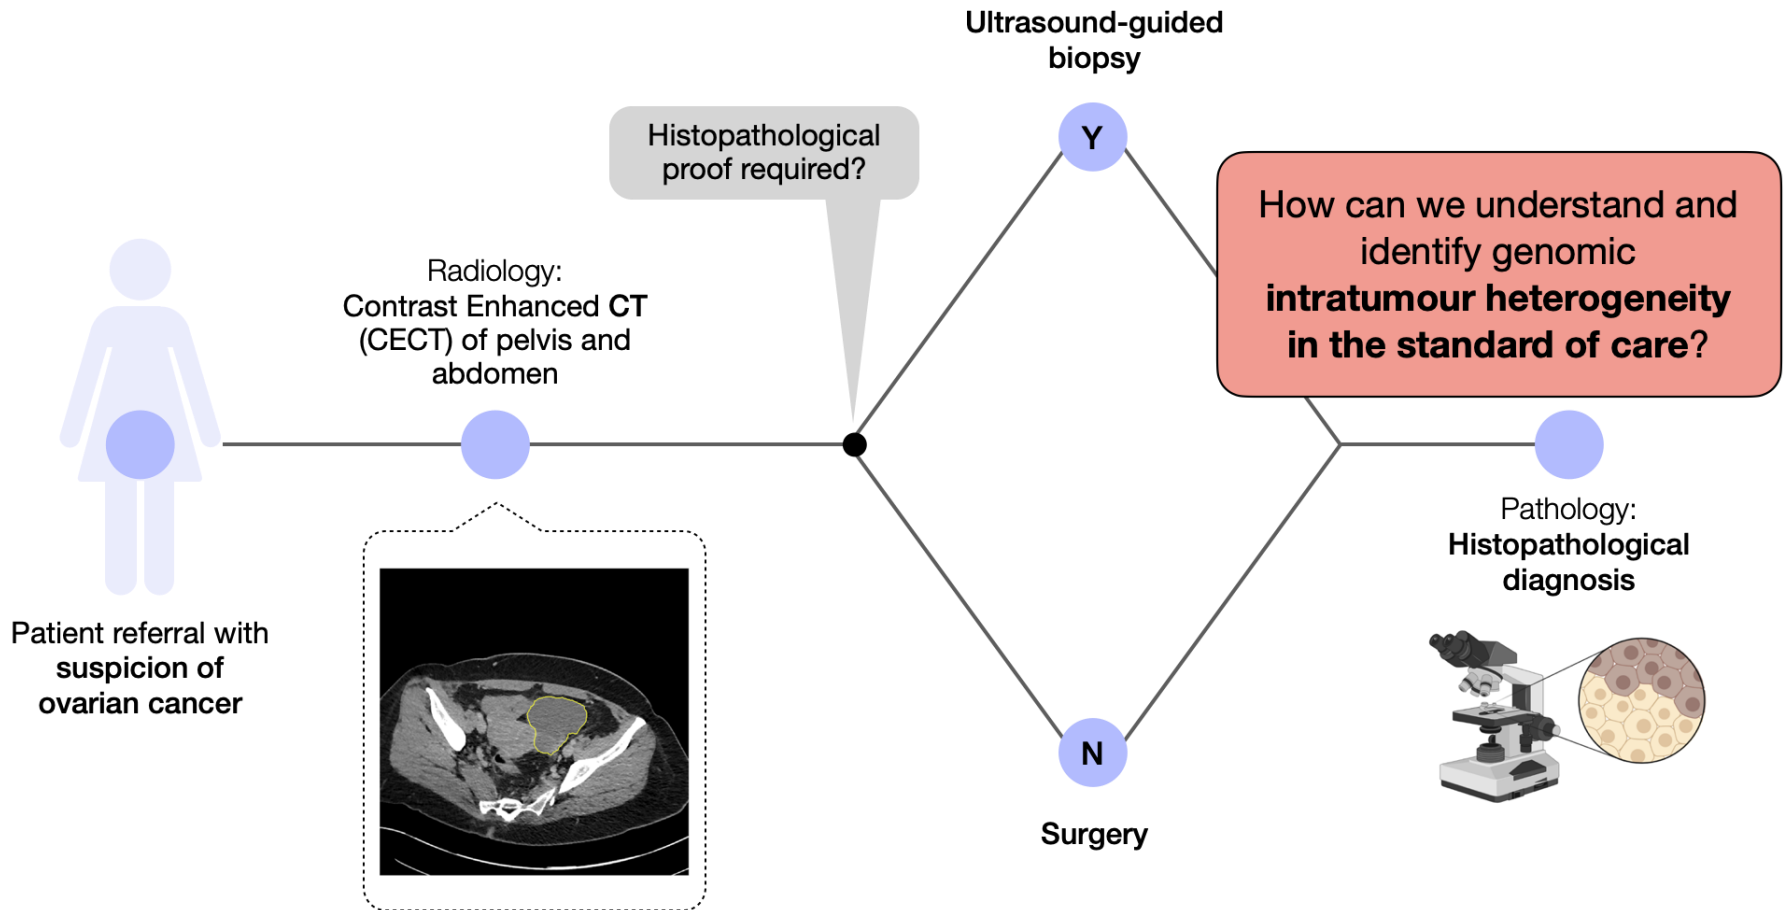 Ultrasound-guided
biopsy
Histopathological
proof required?
Y
How can we understand and
identify genomic
intratumour heterogeneity
in the standard of care?
Radiology:
Contrast Enhanced CT
(CECT) of pelvis and
abdomen
Patient referral with
suspicion of
ovarian cancer
N
Surgery
Pathology:
Histopathological
diagnosis